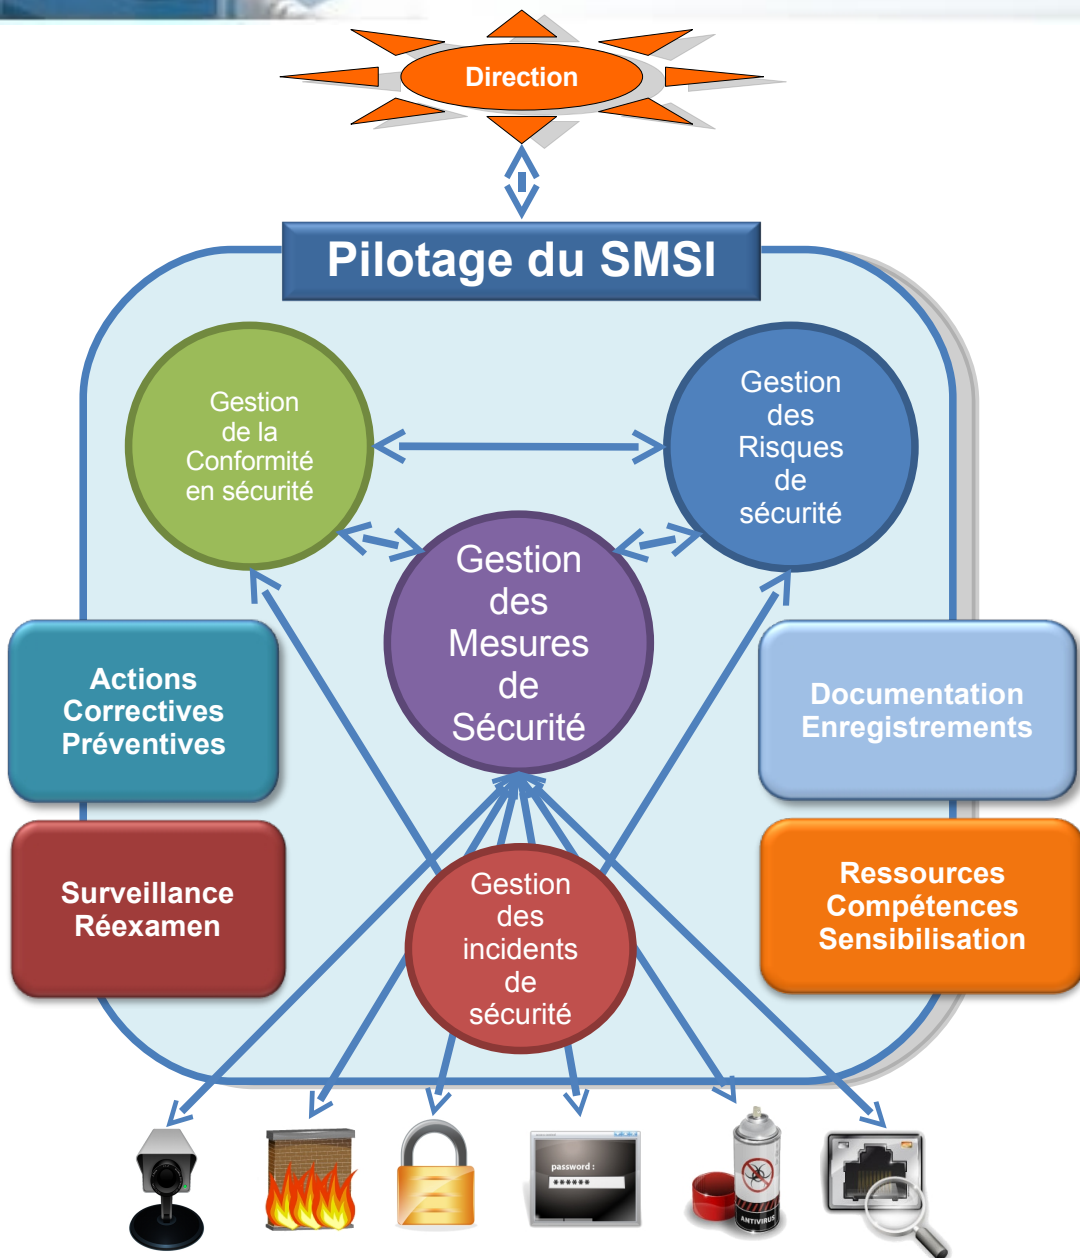 Direction
Pilotage du SMSI
Gestion
de la
Conformité
en sécurité
Gestion
des
Risques
de
sécurité
Gestion
des
Mesures
de
Sécurité
Actions
Correctives
Préventives
Documentation
Enregistrements
Surveillance
Réexamen
Ressources
Compétences
Sensibilisation
Gestion
des
incidents
de
sécurité
password :
******
ANTIVIRUS